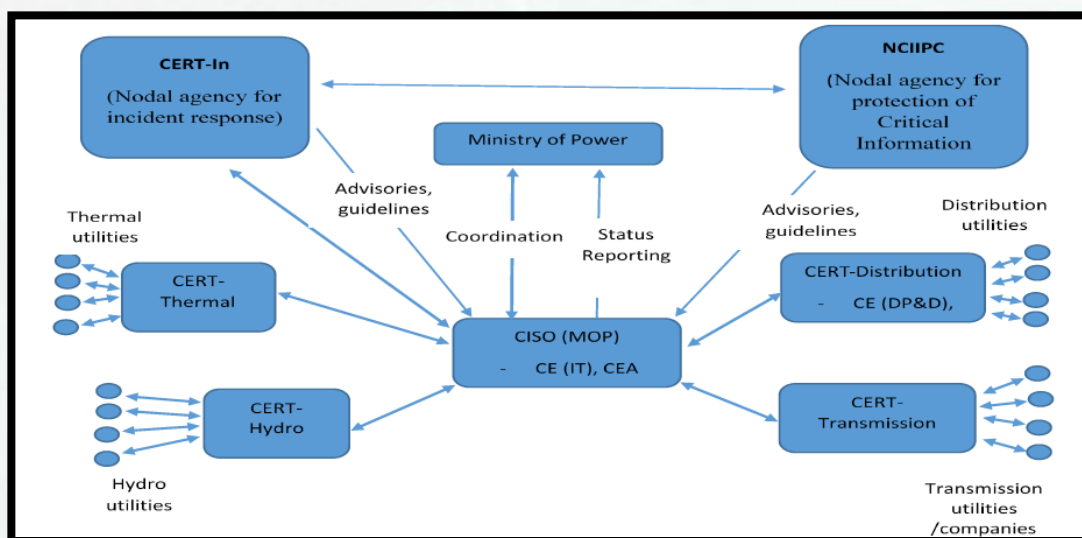 CERT-In
(Nodal agency for
incident response)
NCIIPC
(Nodal agency for
protection of
Critical
Information
Ministry of Power
Advisories,
guidelines
Coordination
Status
Reporting
Advisories,
guidelines
Thermal
utilities
CERT-
Thermal
Distribution
utilities
CERT-Distribution
- CE (DP&D),
CISO (MOP)
- CE (IT), CEA
CERT-
Hydro
Hydro
utilities
CERT-
Transmission
Transmission
utilities
/companies